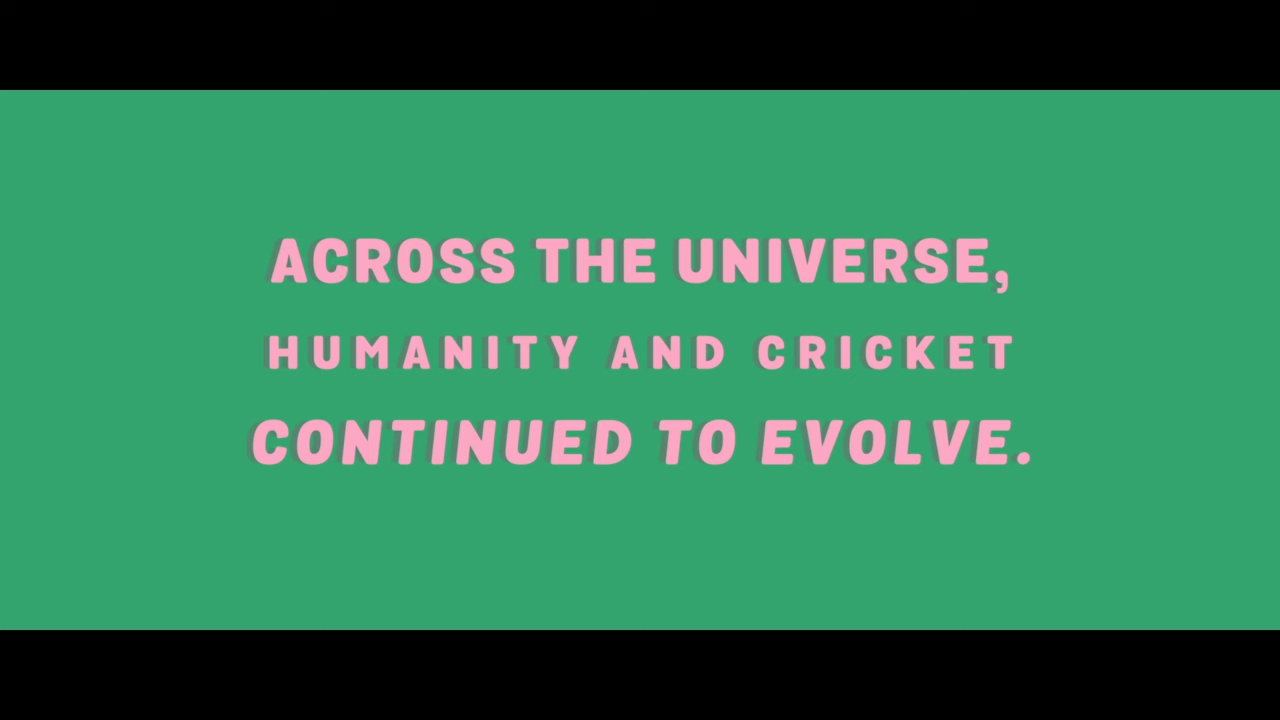 ACROSS THE UNIVERSE,
HUMANITY AND CRICKET
CONTINUED TO EVOLVE.